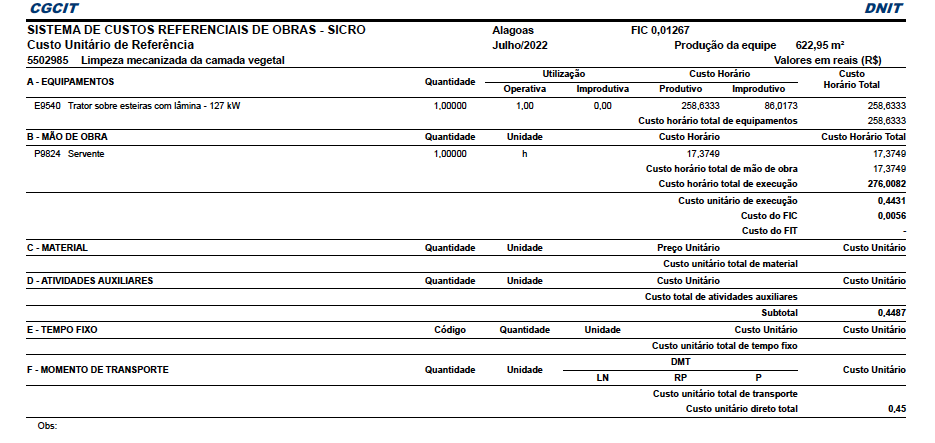 CGCIT DNIT
SISTEMA DE CUSTOS REFERENCIAIS DE OBRAS - SICRO Alagoas FIC 0,01267
Custo Unitário de Referência Julho/2022 Produção da equipe 622,95 m²
5502985 Limpeza mecanizada da camada vegetal Valores em reais (R$)
A - EQUIPAMENTOS Quantidade Utilização Custo Horário Custo Horário Total
Operativa Improdutiva Produtivo Improdutivo
E9540 Trator sobre esteiras com lâmina - 127 kW 1,00000 1,00 0,00 258,6333 86,0173 258,6333
Custo horário total de equipamentos 258,6333
B - MÃO DE OBRA Quantidade Unidade Custo Horário Custo Horário Total
P9824 Servente 1,00000 h 17,3749 17,3749
Custo horário total de mão de obra 17,3749
Custo horário total de execução 276,0082
Custo unitário de execução 0,4431
Custo do FIC 0,0056
Custo do FIT -
C - MATERIAL Quantidade Unidade Preço Unitário Custo Unitário
Custo unitário total de material
D - ATIVIDADES AUXILIARES Quantidade Unidade Custo Unitário Custo Unitário
Custo total de atividades auxiliares
Subtotal 0,4487
E - TEMPO FIXO Código Quantidade Unidade Custo Unitário Custo Unitário
Custo unitário total de tempo fixo
F - MOMENTO DE TRANSPORTE Quantidade Unidade DMT Custo Unitário
LN RP P
Custo unitário total de transporte
Custo unitário direto total 0,45
Obs: